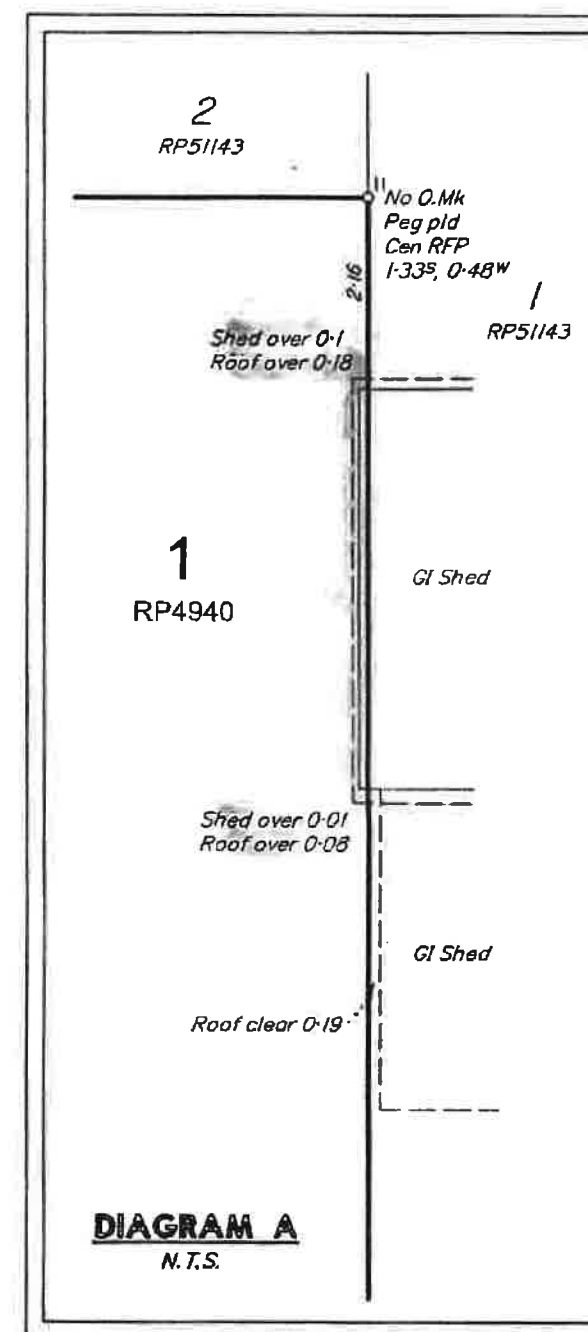 2
RP51143
11
No O.Mk
Peg pld
Cen RFP
1·33ˢ, 0·48ᵂ
2·16
1
RP51143
Shed over 0·1
Roof over 0·18
1
RP4940
GI Shed
Shed over 0·01
Roof over 0·08
GI Shed
Roof clear 0·19
DIAGRAM A
N.T.S.